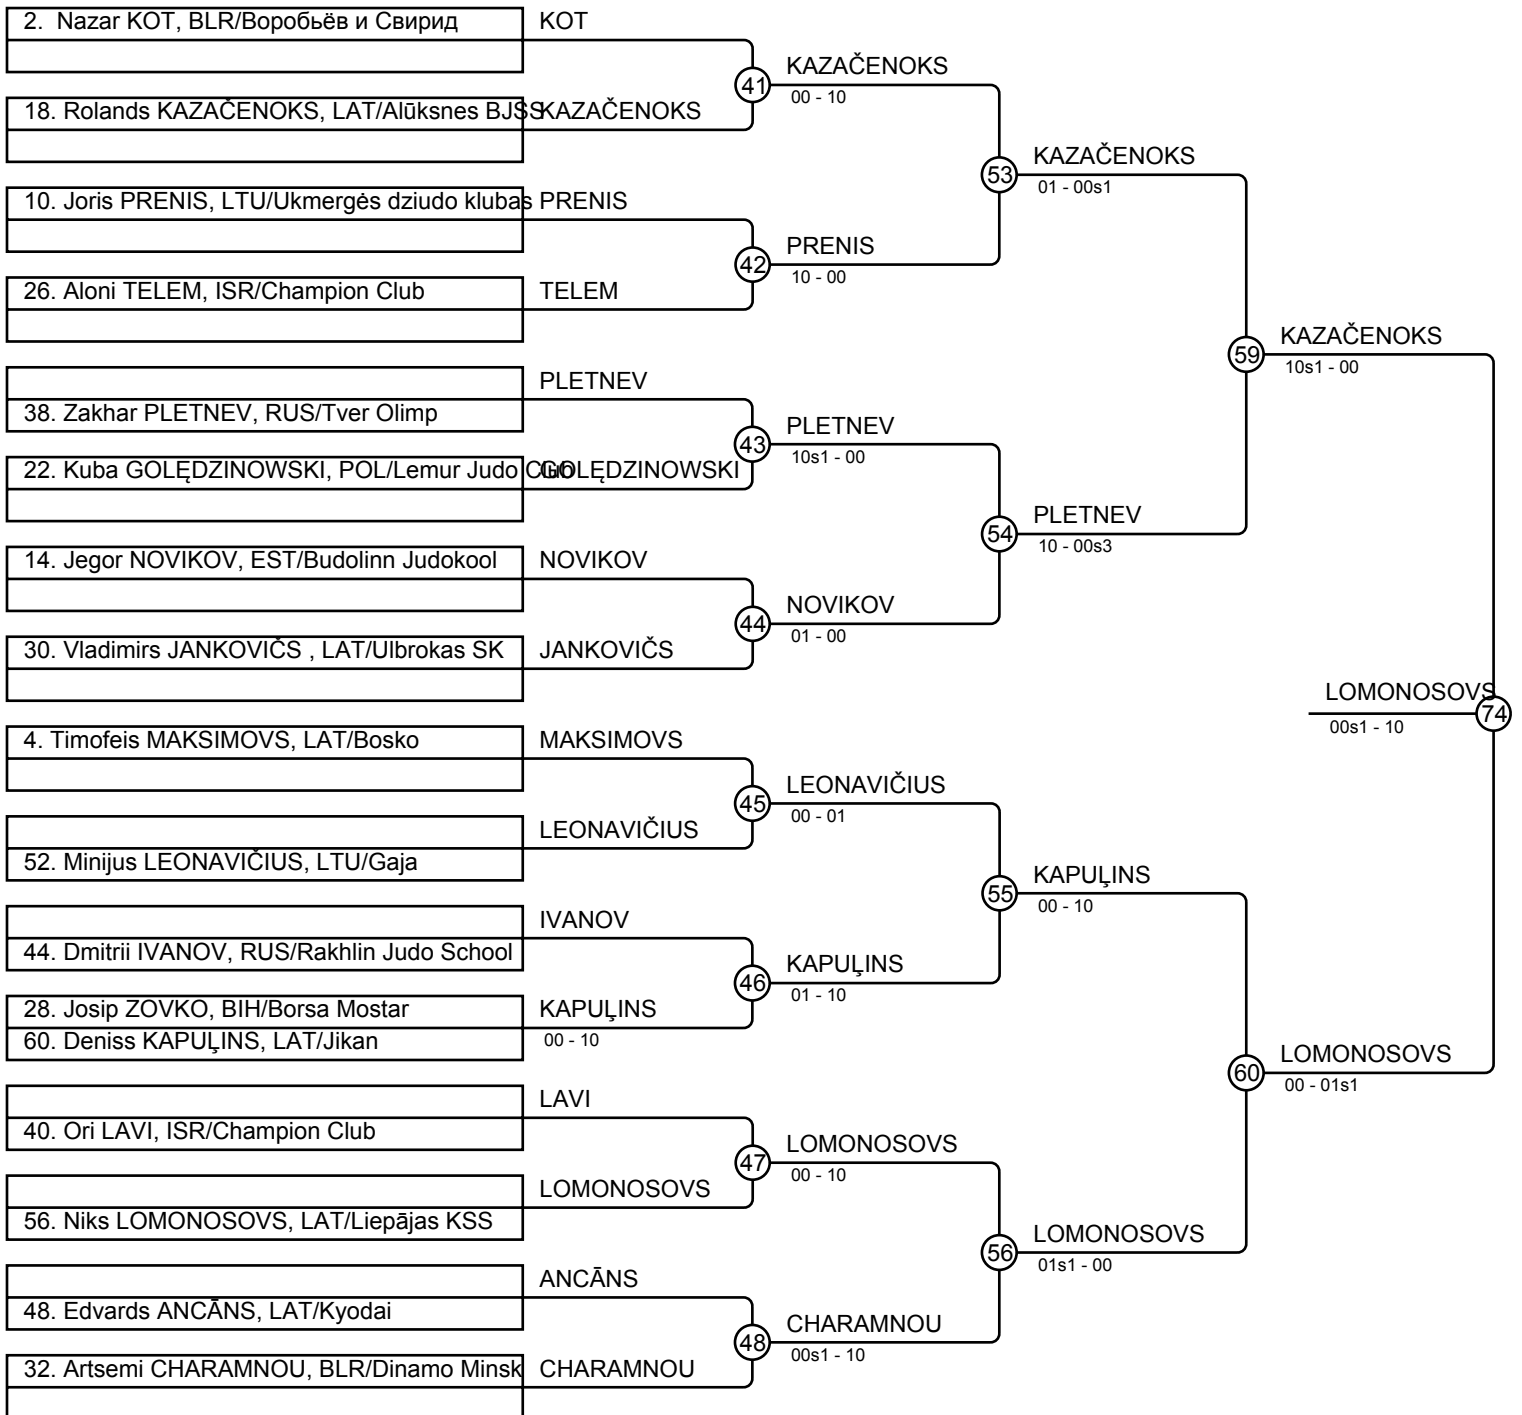 2. Nazar KOT, BLR/Воробьёв и Свирид
KOT
KAZAČENOKS
41
00 - 10
18. Rolands KAZAČENOKS, LAT/Alūksnes BJSS
KAZAČENOKS
KAZAČENOKS
53
01 - 00s1
10. Joris PRENIS, LTU/Ukmergės dziudo klubas
PRENIS
PRENIS
42
10 - 00
26. Aloni TELEM, ISR/Champion Club
TELEM
KAZAČENOKS
59
10s1 - 00
PLETNEV
38. Zakhar PLETNEV, RUS/Tver Olimp
PLETNEV
43
10s1 - 00
22. Kuba GOLĘDZINOWSKI, POL/Lemur Judo Club
GOLĘDZINOWSKI
PLETNEV
54
10 - 00s3
14. Jegor NOVIKOV, EST/Budolinn Judokool
NOVIKOV
NOVIKOV
44
01 - 00
30. Vladimirs JANKOVIČS , LAT/Ulbrokas SK
JANKOVIČS
LOMONOSOVS
74
00s1 - 10
4. Timofeis MAKSIMOVS, LAT/Bosko
MAKSIMOVS
LEONAVIČIUS
45
00 - 01
LEONAVIČIUS
52. Minijus LEONAVIČIUS, LTU/Gaja
KAPUĻINS
55
00 - 10
IVANOV
44. Dmitrii IVANOV, RUS/Rakhlin Judo School
KAPUĻINS
46
01 - 10
28. Josip ZOVKO, BIH/Borsa Mostar
KAPUĻINS
60. Deniss KAPUĻINS, LAT/Jikan
00 - 10
LOMONOSOVS
60
00 - 01s1
LAVI
40. Ori LAVI, ISR/Champion Club
LOMONOSOVS
47
00 - 10
LOMONOSOVS
56. Niks LOMONOSOVS, LAT/Liepājas KSS
LOMONOSOVS
56
01s1 - 00
ANCĀNS
48. Edvards ANCĀNS, LAT/Kyodai
CHARAMNOU
48
00s1 - 10
32. Artsemi CHARAMNOU, BLR/Dinamo Minsk
CHARAMNOU